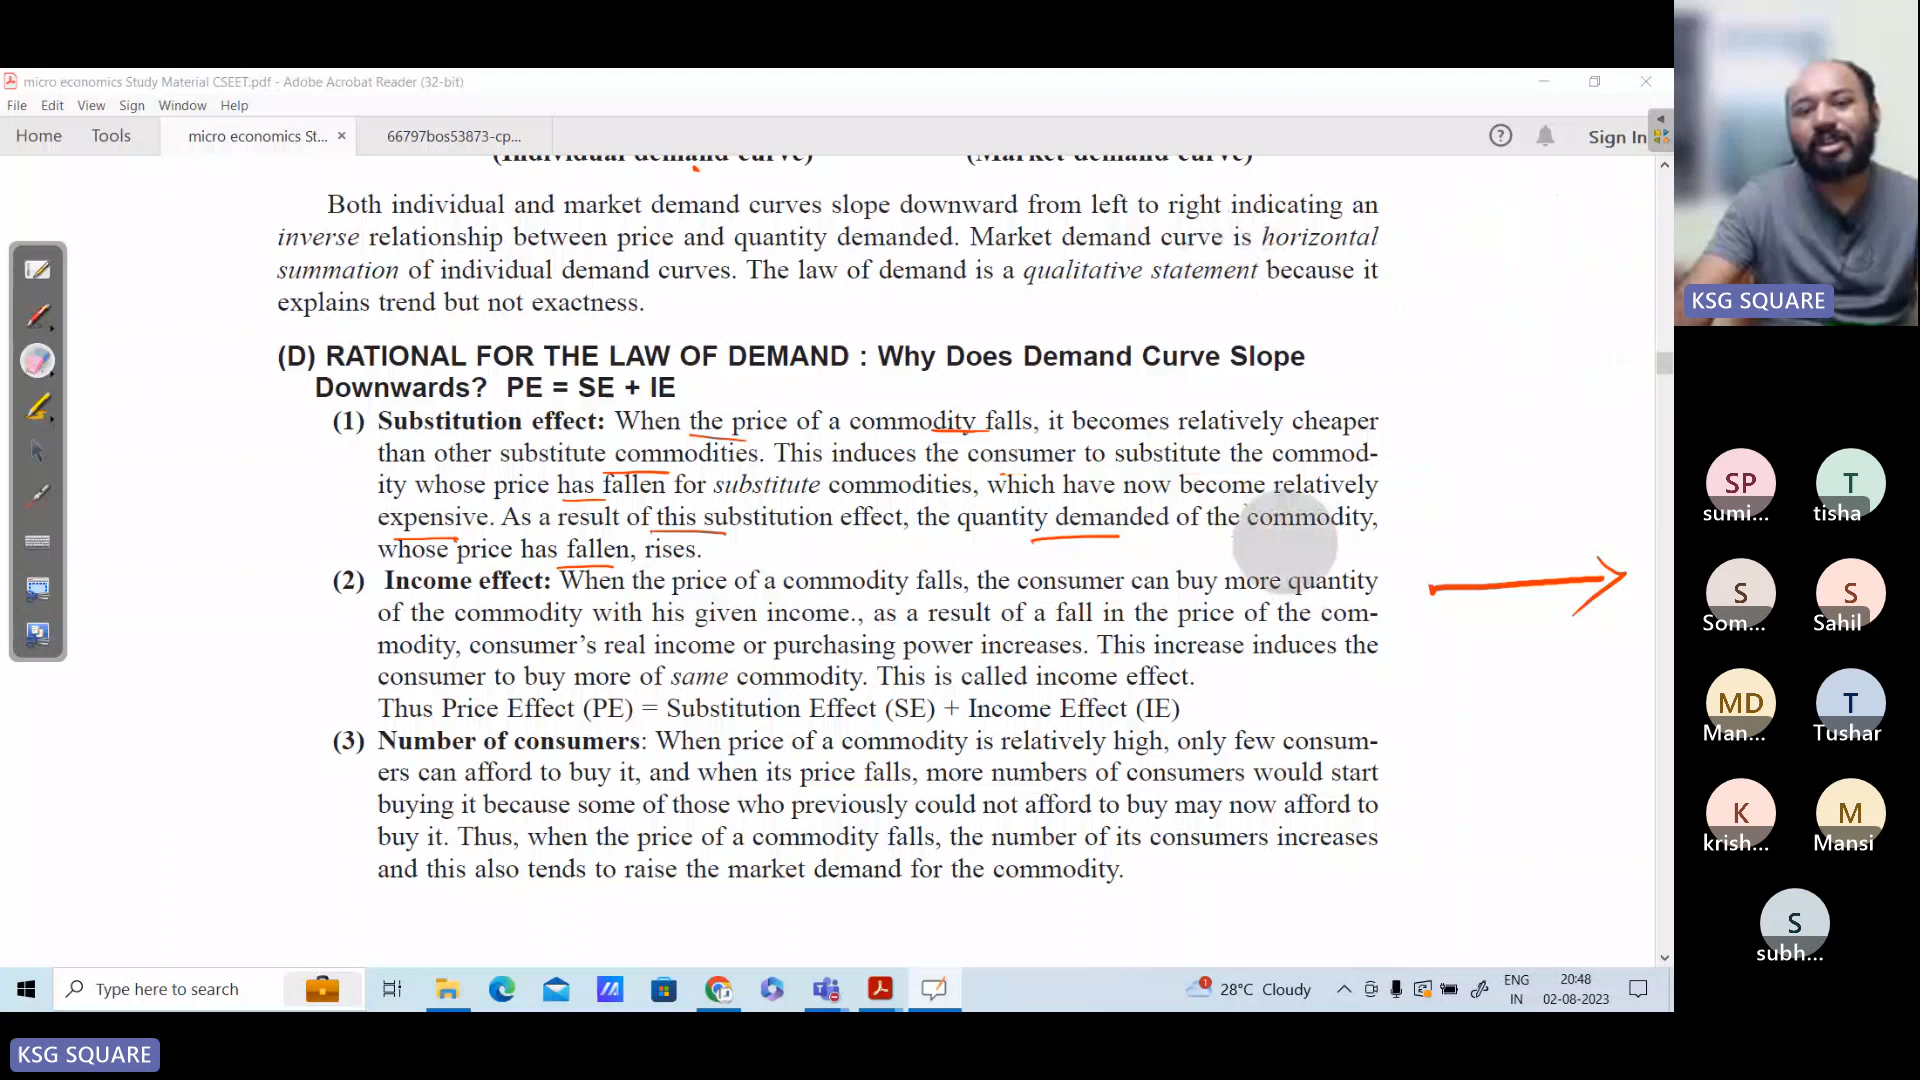 micro economics Study Material CSEET.pdf - Adobe Acrobat Reader (32-bit)
File Edit View Sign Window Help
Home Tools micro economics St... × 66797bos53873-cp... Sign In
(Individual demand curve) (Market demand curve)
Both individual and market demand curves slope downward from left to right indicating an
inverse relationship between price and quantity demanded. Market demand curve is horizontal
summation of individual demand curves. The law of demand is a qualitative statement because it
explains trend but not exactness.
(D) RATIONAL FOR THE LAW OF DEMAND : Why Does Demand Curve Slope
Downwards? PE = SE + IE
(1) Substitution effect: When the price of a commodity falls, it becomes relatively cheaper
than other substitute commodities. This induces the consumer to substitute the commod-
ity whose price has fallen for substitute commodities, which have now become relatively
expensive. As a result of this substitution effect, the quantity demanded of the commodity,
whose price has fallen, rises.
(2) Income effect: When the price of a commodity falls, the consumer can buy more quantity
of the commodity with his given income., as a result of a fall in the price of the com-
modity, consumer's real income or purchasing power increases. This increase induces the
consumer to buy more of same commodity. This is called income effect.
Thus Price Effect (PE) = Substitution Effect (SE) + Income Effect (IE)
(3) Number of consumers: When price of a commodity is relatively high, only few consum-
ers can afford to buy it, and when its price falls, more numbers of consumers would start
buying it because some of those who previously could not afford to buy may now afford to
buy it. Thus, when the price of a commodity falls, the number of its consumers increases
and this also tends to raise the market demand for the commodity.
KSG SQUARE
SP T
sumi... tisha
S S
Som... Sahil
MD T
Man... Tushar
K M
krish... Mansi
S
subh...
Type here to search
1
28°C Cloudy
ENG
IN
20:48
02-08-2023
KSG SQUARE